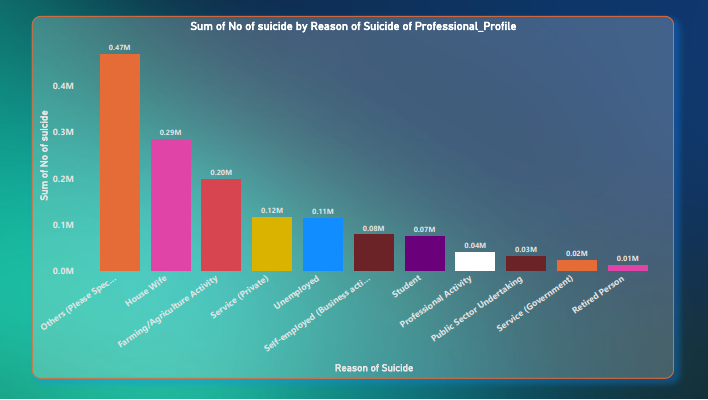 Sum of No of suicide by Reason of Suicide of Professional_Profile
Sum of No of suicide
0.4M
0.3M
0.2M
0.1M
0.0M
0.47M
0.29M
0.20M
0.12M
0.11M
0.08M
0.07M
0.04M
0.03M
0.02M
0.01M
Others (Please Spec...
House Wife
Farming/Agriculture Activity
Service (Private)
Unemployed
Self-employed (Business acti...
Student
Professional Activity
Public Sector Undertaking
Service (Government)
Retired Person
Reason of Suicide